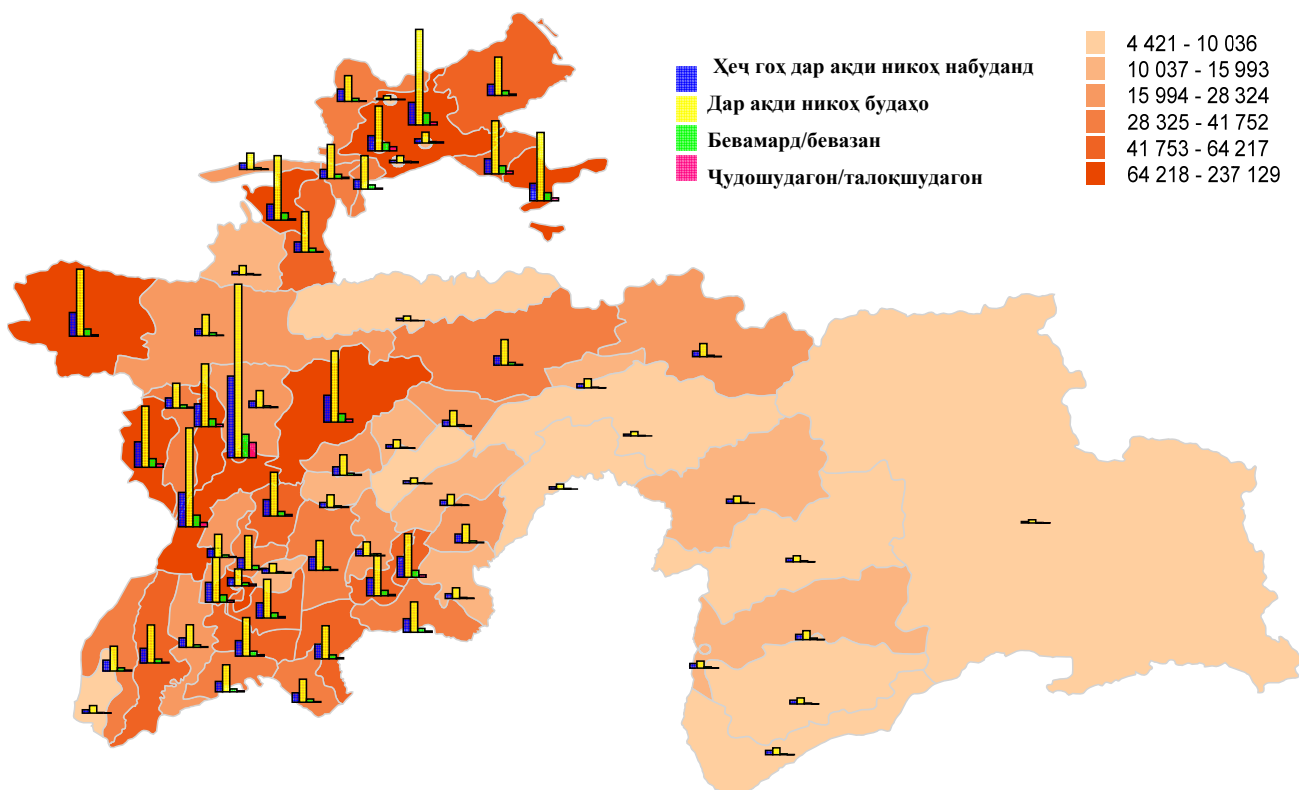 Ҳеч гоҳ дар ақди никоҳ набуданд
Дар ақди никоҳ будаҳо
Бевамард/бевазан
Ҷудошудагон/талоқшудагон
4 421 - 10 036
10 037 - 15 993
15 994 - 28 324
28 325 - 41 752
41 753 - 64 217
64 218 - 237 129